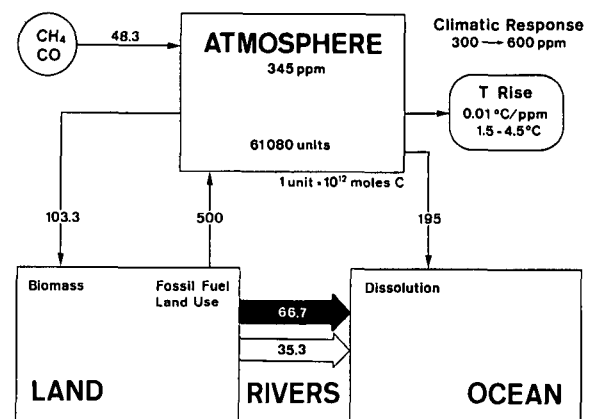 CH4
CO
48.3
ATMOSPHERE
345 ppm
61080 units
1 unit = 10¹² moles C
Climatic Response
300 → 600 ppm
T Rise
0.01 °C/ppm
1.5 - 4.5°C
103.3
500
195
Biomass
Fossil Fuel
Land Use
Dissolution
66.7
35.3
LAND
RIVERS
OCEAN